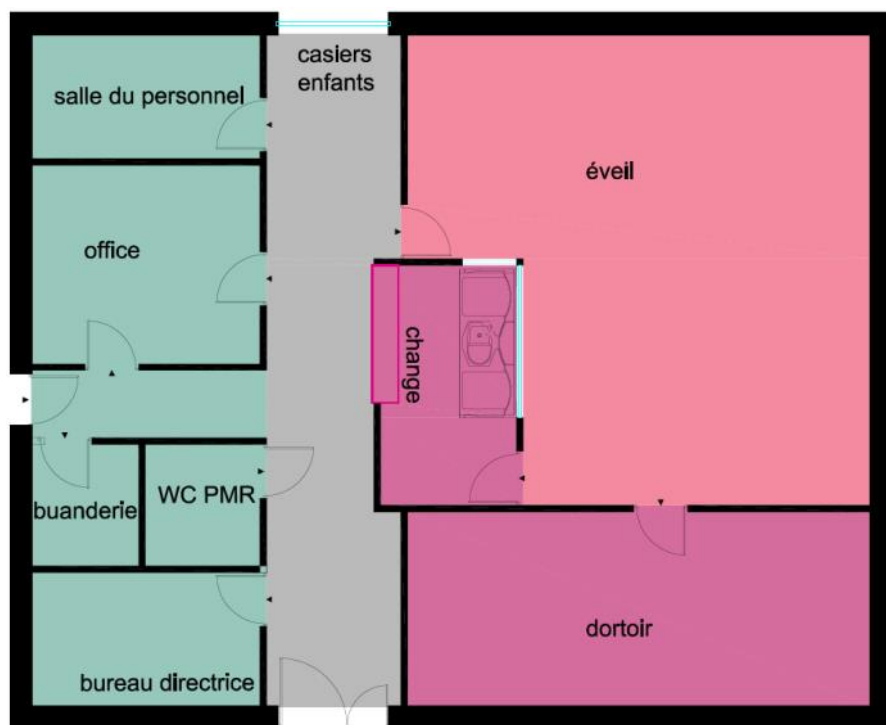 casiers
enfants
salle du personnel
éveil
office
change
WC PMR
buanderie
dortoir
bureau directrice